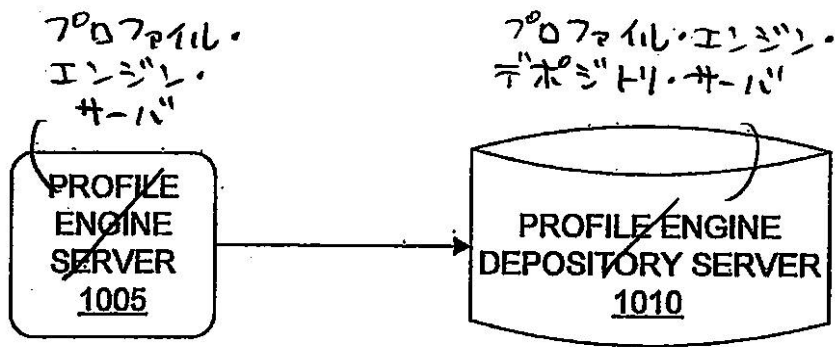 プロファイル・
エンジン・
サーバ
プロファイル・エンジン・
デポジトリ・サーバ
PROFILE
ENGINE
SERVER
1005
PROFILE ENGINE
DEPOSITORY SERVER
1010